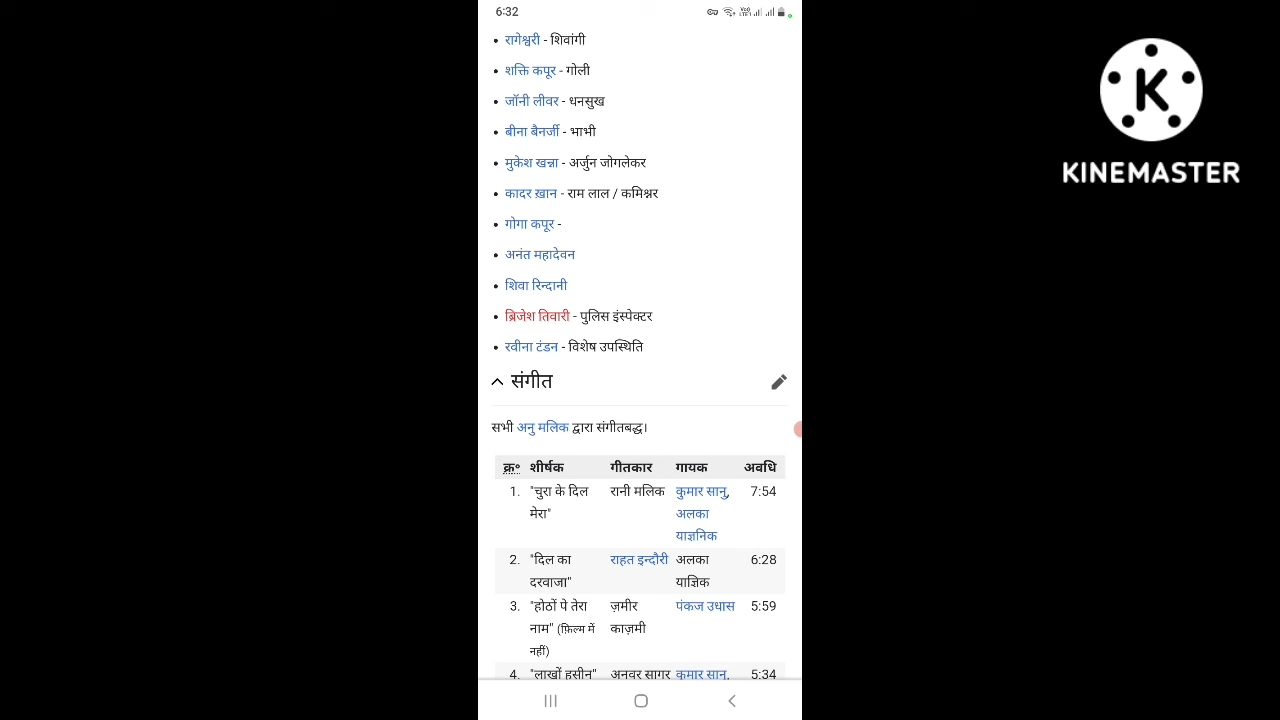 6:32
रागेश्वरी - शिवांगी
शक्ति कपूर - गोली
जॉनी लीवर - धनसुख
बीना बैनर्जी - भाभी
मुकेश खन्ना - अर्जुन जोगलेकर
कादर ख़ान - राम लाल / कमिश्नर
गोगा कपूर -
अनंत महादेवन
शिवा रिन्दानी
ब्रिजेश तिवारी - पुलिस इंस्पेक्टर
रवीना टंडन - विशेष उपस्थिति
संगीत
सभी अनु मलिक द्वारा संगीतबद्ध।
क्र॰ शीर्षक गीतकार गायक अवधि
1. "चुरा के दिल रानी मलिक कुमार सानु, 7:54
मेरा" अलका
याज्ञनिक
2. "दिल का राहत इन्दौरी अलका 6:28
दरवाजा" याज्ञिक
3. "होठों पे तेरा ज़मीर पंकज उधास 5:59
नाम" (फ़िल्म में काज़मी
नहीं)
4. "लाखों हसीन" अनवर सागर कुमार सानु, 5:34
K
KINEMASTER